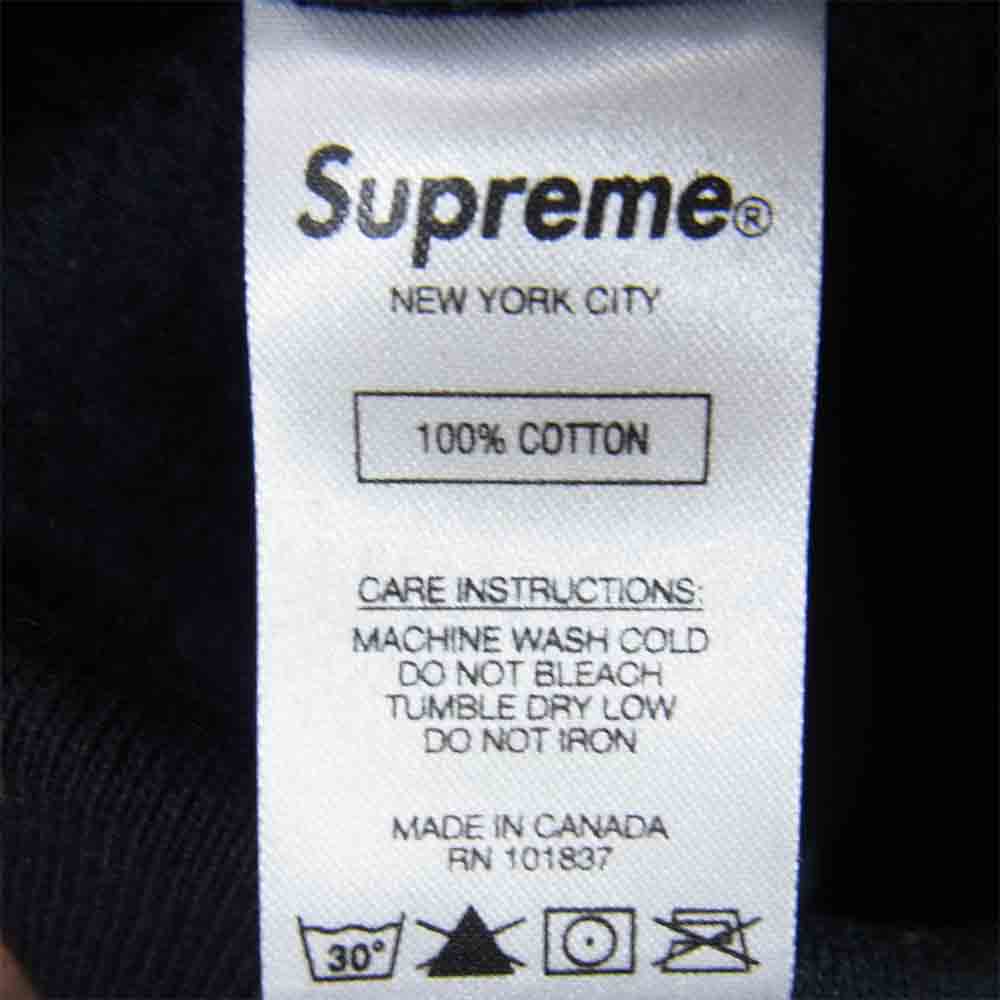 Supreme®
NEW YORK CITY
100% COTTON
CARE INSTRUCTIONS:
MACHINE WASH COLD
DO NOT BLEACH
TUMBLE DRY LOW
DO NOT IRON
MADE IN CANADA
RN 101837
30°